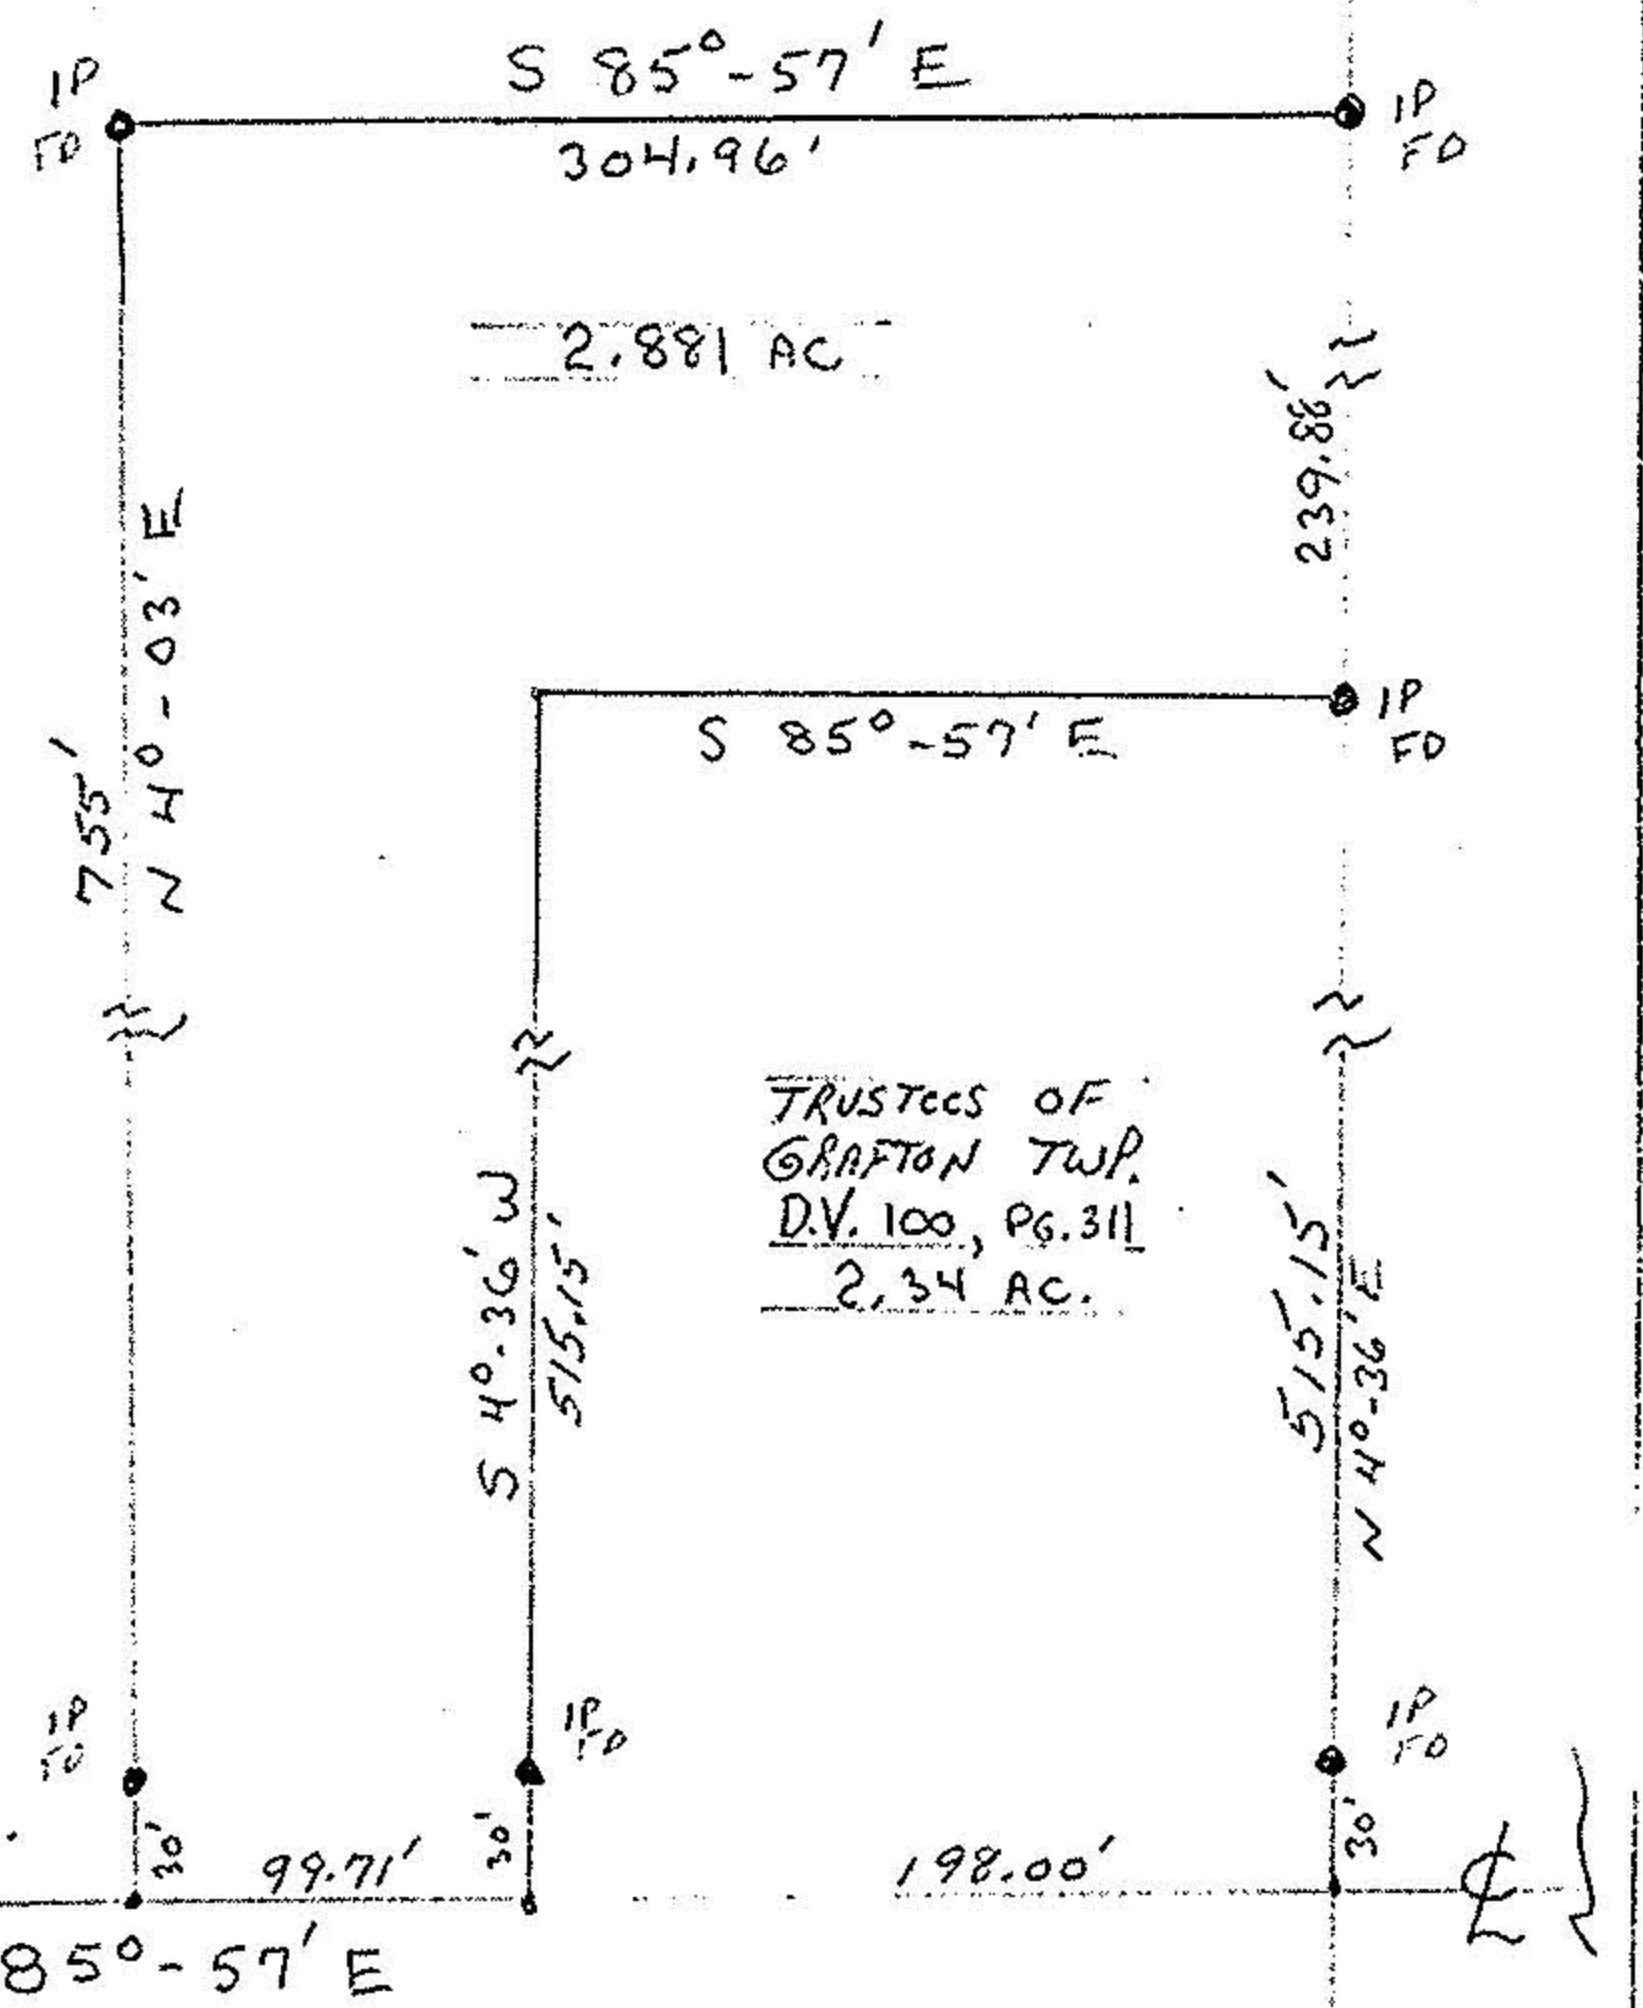 S 85°-57' E
IP
FD
IP
FD
304.96'
2.881 AC
239.88'
755'
N 4°-03' E
S 85°-57' E
IP
FD
TRUSTEES OF
GRAFTON TWP.
D.V. 100, PG. 311
2.34 AC.
S 4°-36' W
515.15'
515.15'
N 4°-36' E
IP
FD
IP
FD
IP
FD
30'
99.71'
30'
198.00'
30'
℄
85°-57' E